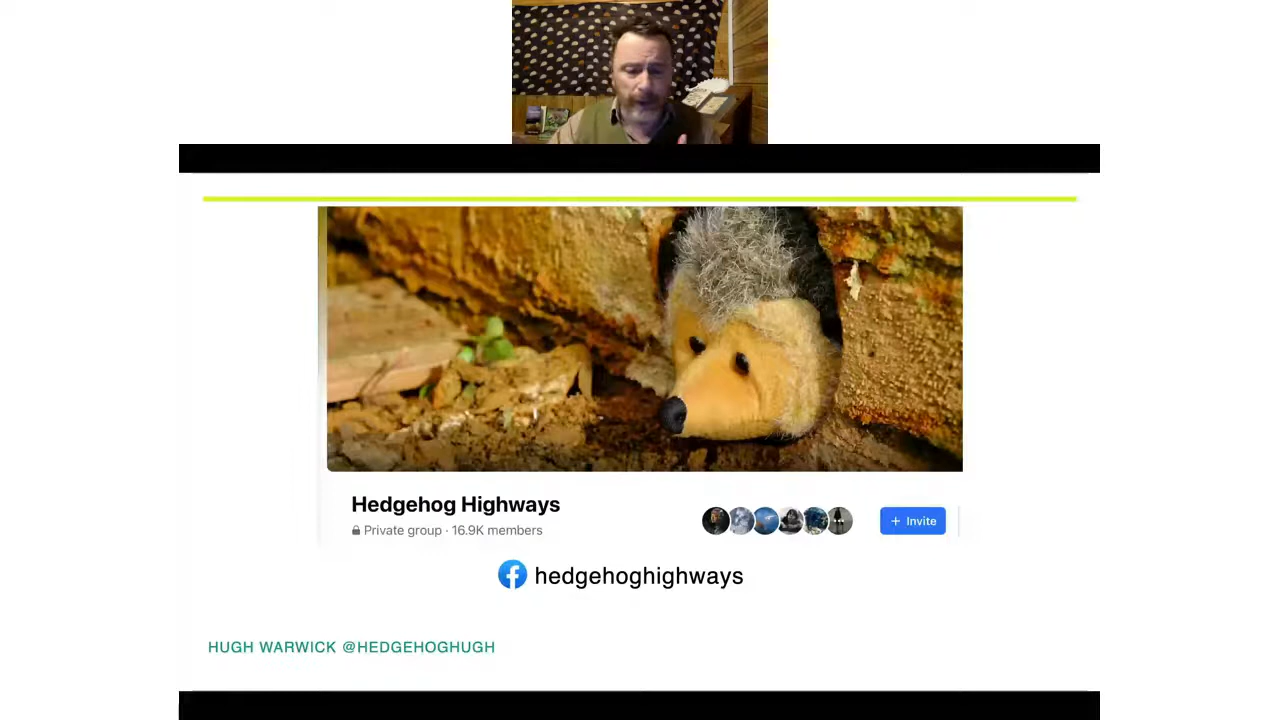 Hedgehog Highways
Private group · 16.9K members
+ Invite
hedgehoghighways
HUGH WARWICK @HEDGEHOGHUGH